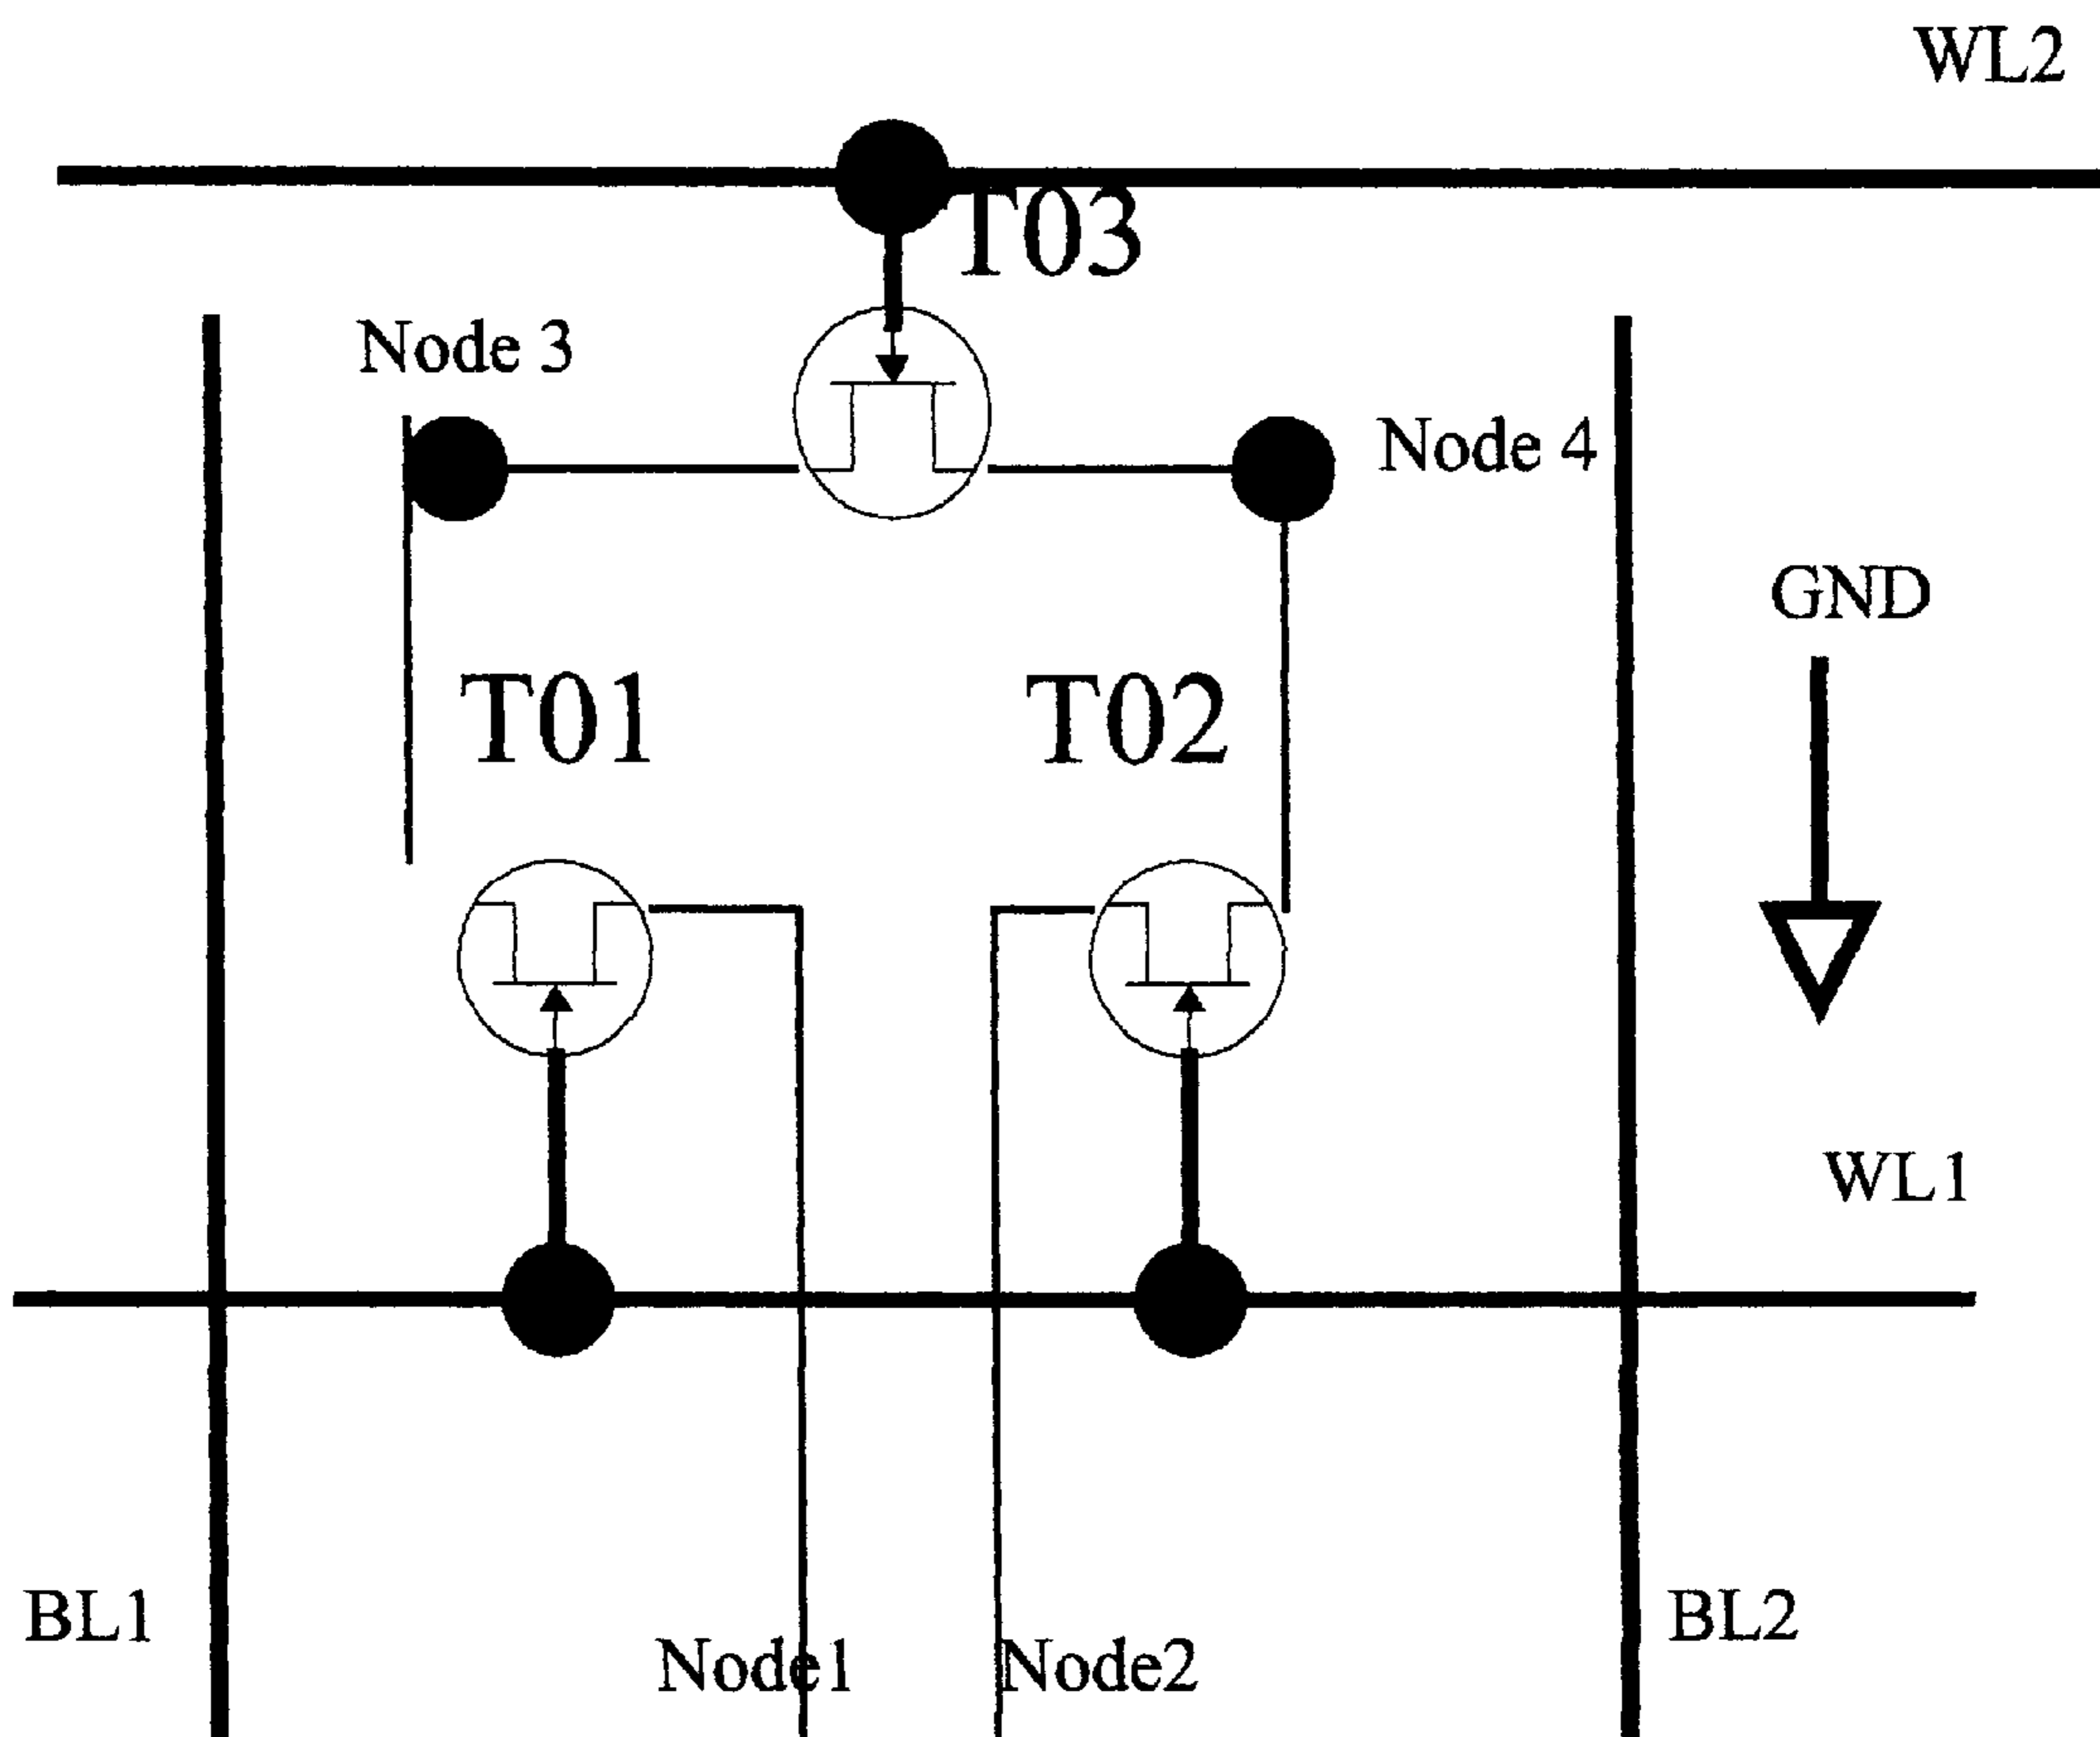 WL2
T03
Node 3
Node 4
GND
T01
T02
WL1
BL1
BL2
Node1
Node2